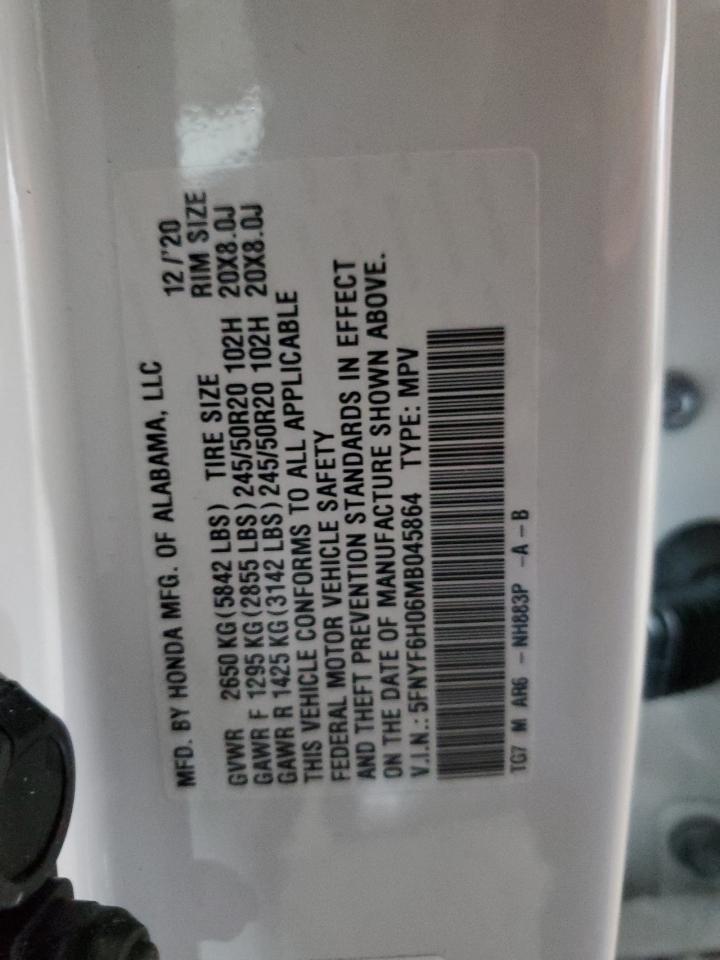 MFD. BY HONDA MFG. OF ALABAMA, LLC 12/'20
GVWR 2650 KG (5842 LBS) TIRE SIZE RIM SIZE
GAWR F 1295 KG (2855 LBS) 245/50R20 102H 20X8.0J
GAWR R 1425 KG (3142 LBS) 245/50R20 102H 20X8.0J
THIS VEHICLE CONFORMS TO ALL APPLICABLE
FEDERAL MOTOR VEHICLE SAFETY
AND THEFT PREVENTION STANDARDS IN EFFECT
ON THE DATE OF MANUFACTURE SHOWN ABOVE.
V.I.N.: 5FNYF6H06MB045864 TYPE: MPV
TG7 M AR6 - NH883P -A-B